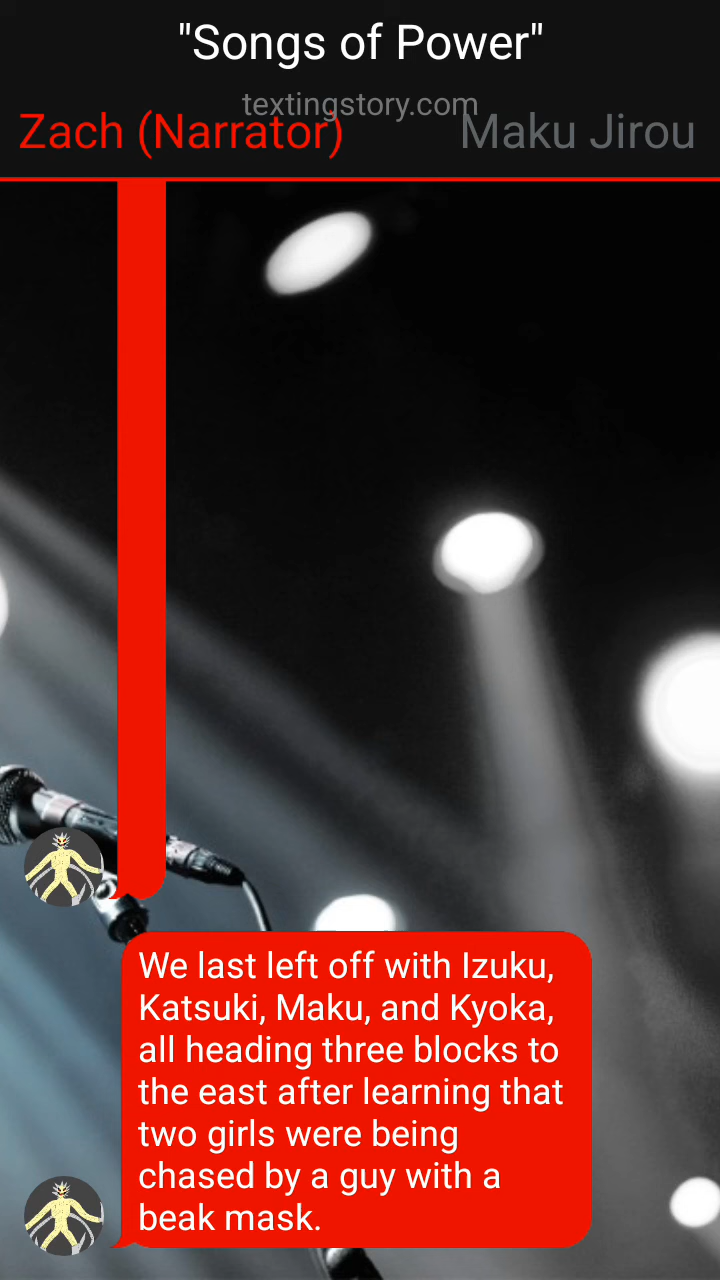 "Songs of Power"
textingstory.com
Zach (Narrator) Maku Jirou
We last left off with Izuku,
Katsuki, Maku, and Kyoka,
all heading three blocks to
the east after learning that
two girls were being
chased by a guy with a
beak mask.